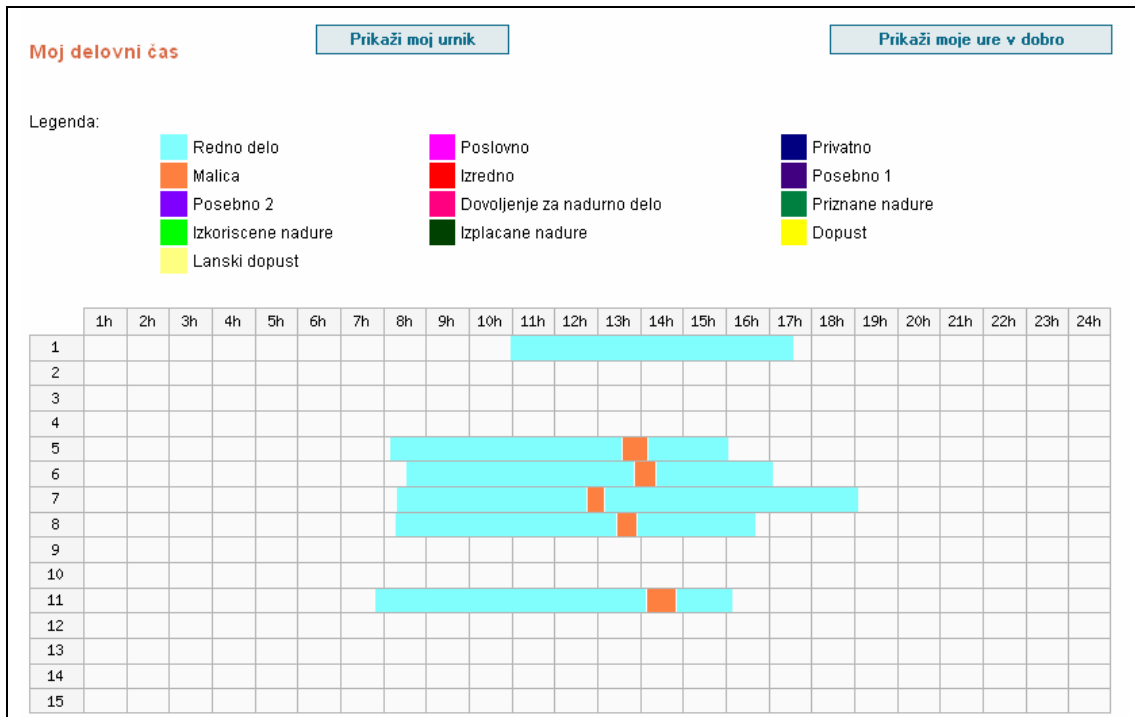 Moj delovni čas
Prikaži moj urnik
Prikaži moje ure v dobro
Legenda:
Redno delo Poslovno Privatno
Malica Izredno Posebno 1
Posebno 2 Dovoljenje za nadurno delo Priznane nadure
Izkoriscene nadure Izplacane nadure Dopust
Lanski dopust
1h 2h 3h 4h 5h 6h 7h 8h 9h 10h 11h 12h 13h 14h 15h 16h 17h 18h 19h 20h 21h 22h 23h 24h
1
2
3
4
5
6
7
8
9
10
11
12
13
14
15